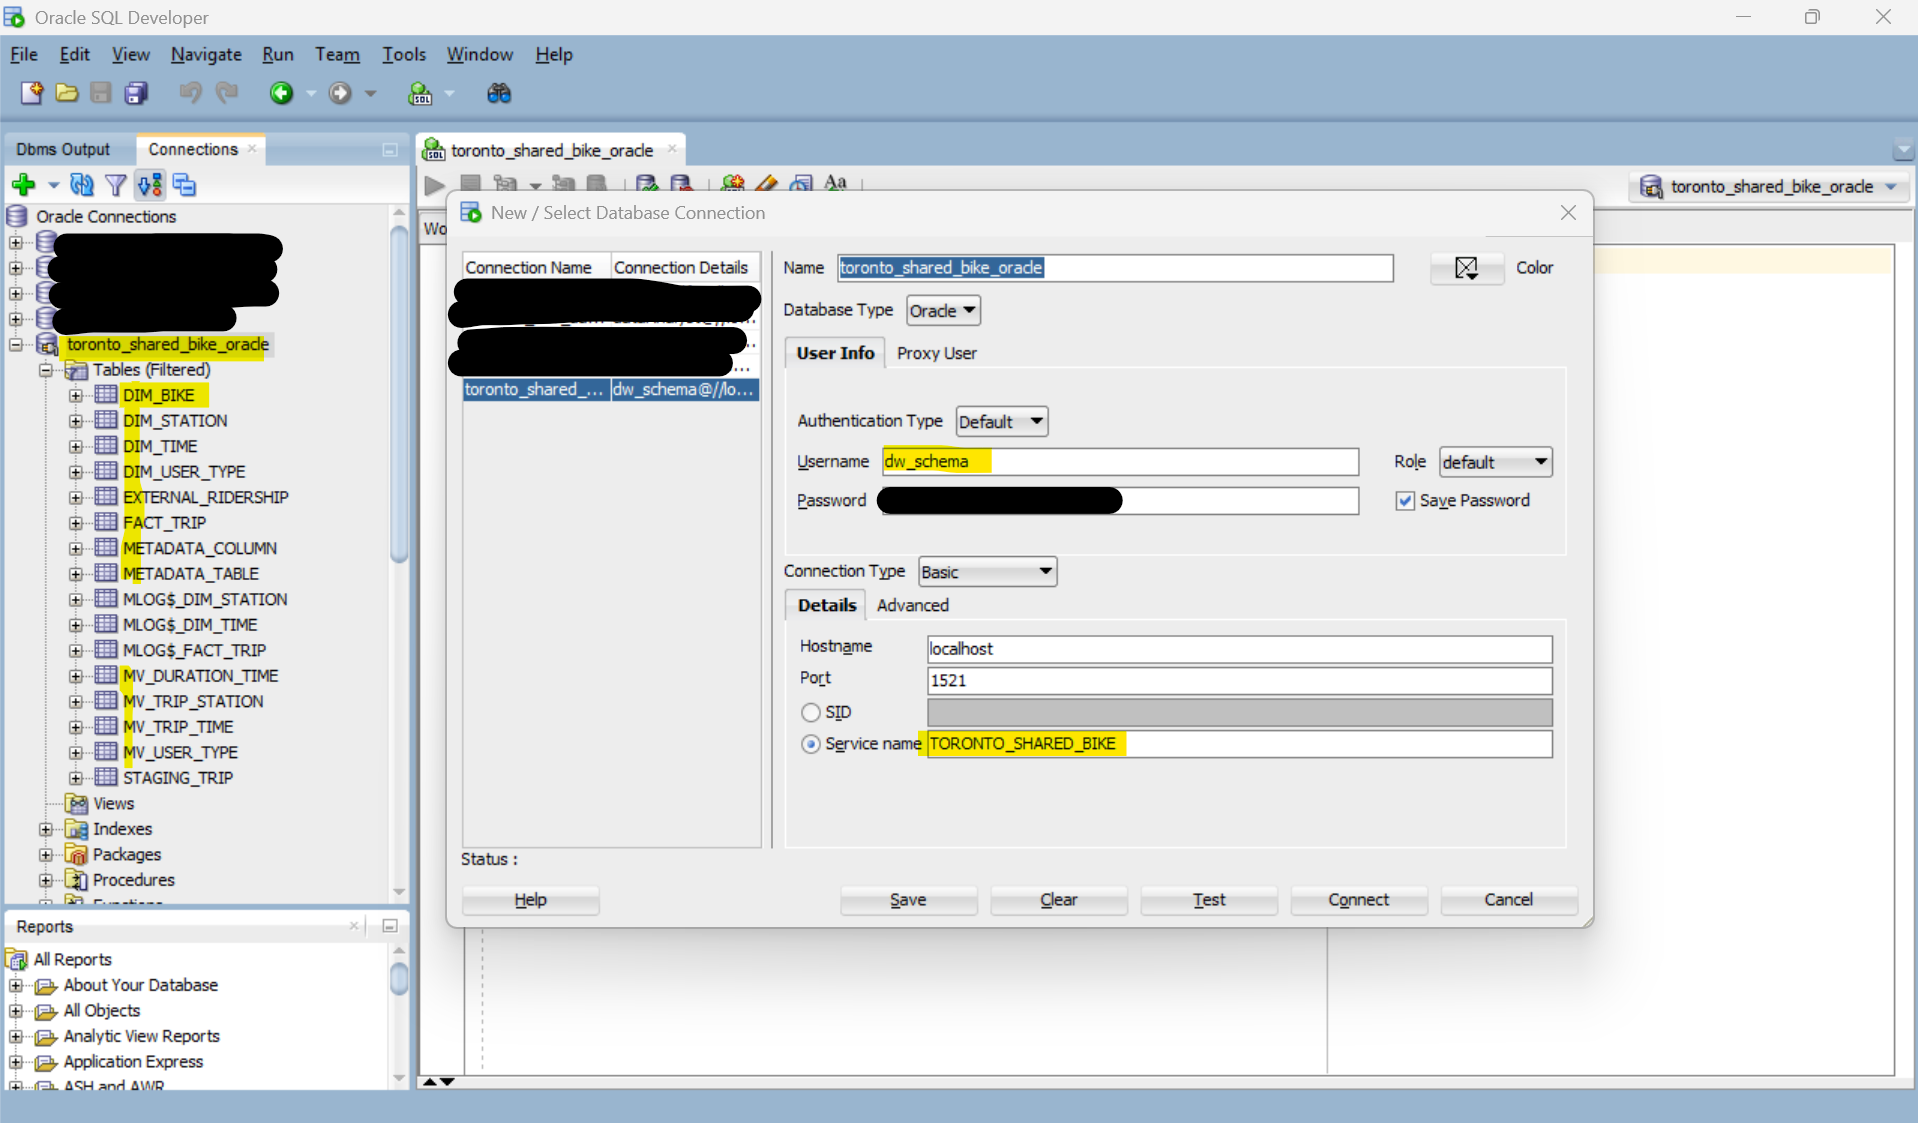 Oracle SQL Developer
File Edit View Navigate Run Team Tools Window Help
SQL
Dbms Output
Connections
Oracle Connections
toronto_shared_bike_oracle
Tables (Filtered)
DIM_BIKE
DIM_STATION
DIM_TIME
DIM_USER_TYPE
EXTERNAL_RIDERSHIP
FACT_TRIP
METADATA_COLUMN
METADATA_TABLE
MLOG$_DIM_STATION
MLOG$_DIM_TIME
MLOG$_FACT_TRIP
MV_DURATION_TIME
MV_TRIP_STATION
MV_TRIP_TIME
MV_USER_TYPE
STAGING_TRIP
Views
Indexes
Packages
Procedures
Functions
Reports
All Reports
About Your Database
All Objects
Analytic View Reports
Application Express
ASH and AWR
toronto_shared_bike_oracle
Aa
toronto_shared_bike_oracle
Wo
New / Select Database Connection
Connection Name Connection Details
toronto_shared_... dw_schema@//lo...
Name toronto_shared_bike_oracle Color
Database Type Oracle
User Info Proxy User
Authentication Type Default
Username dw_schema Role default
Password Save Password
Connection Type Basic
Details Advanced
Hostname localhost
Port 1521
SID
Service name TORONTO_SHARED_BIKE
Status :
Help Save Clear Test Connect Cancel